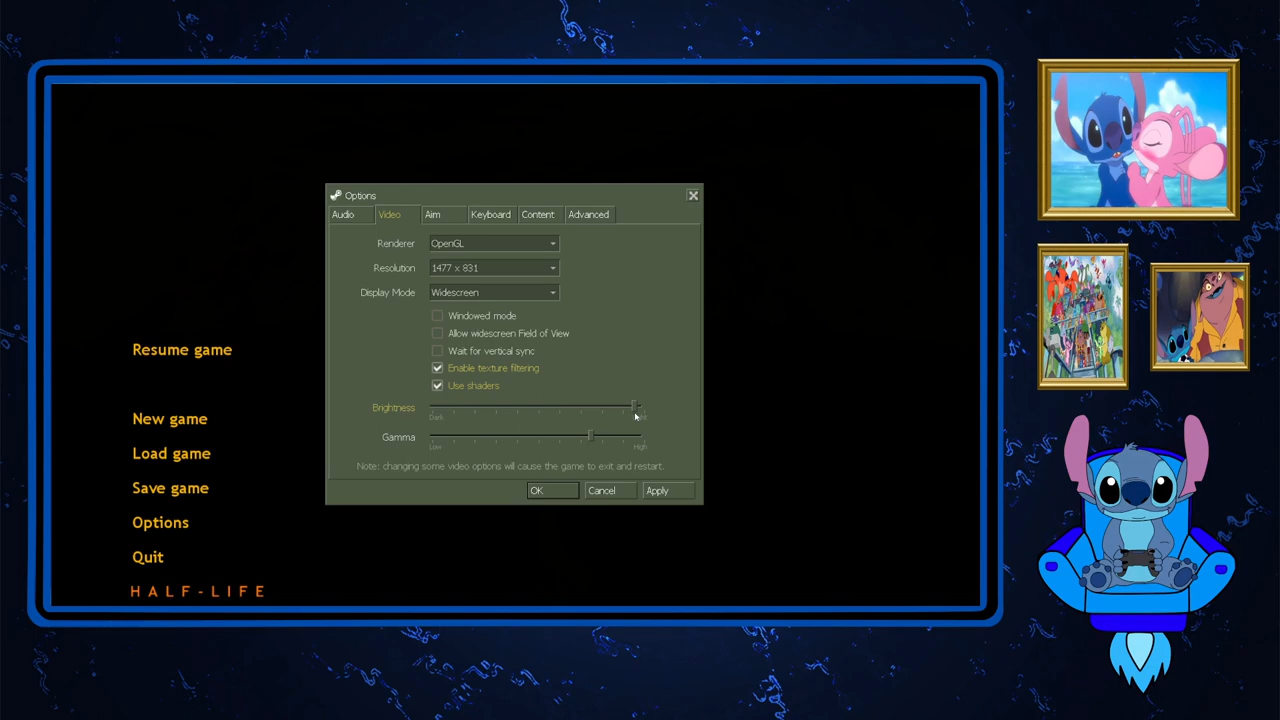 Options
Audio Video Aim Keyboard Content Advanced
Renderer OpenGL
Resolution 1477 x 831
Display Mode Widescreen
Windowed mode
Allow widescreen Field of View
Wait for vertical sync
Enable texture filtering
Use shaders
Brightness
Dark
Gamma
Low High
Note: changing some video options will cause the game to exit and restart.
OK Cancel Apply
Resume game
New game
Load game
Save game
Options
Quit
HALF-LIFE